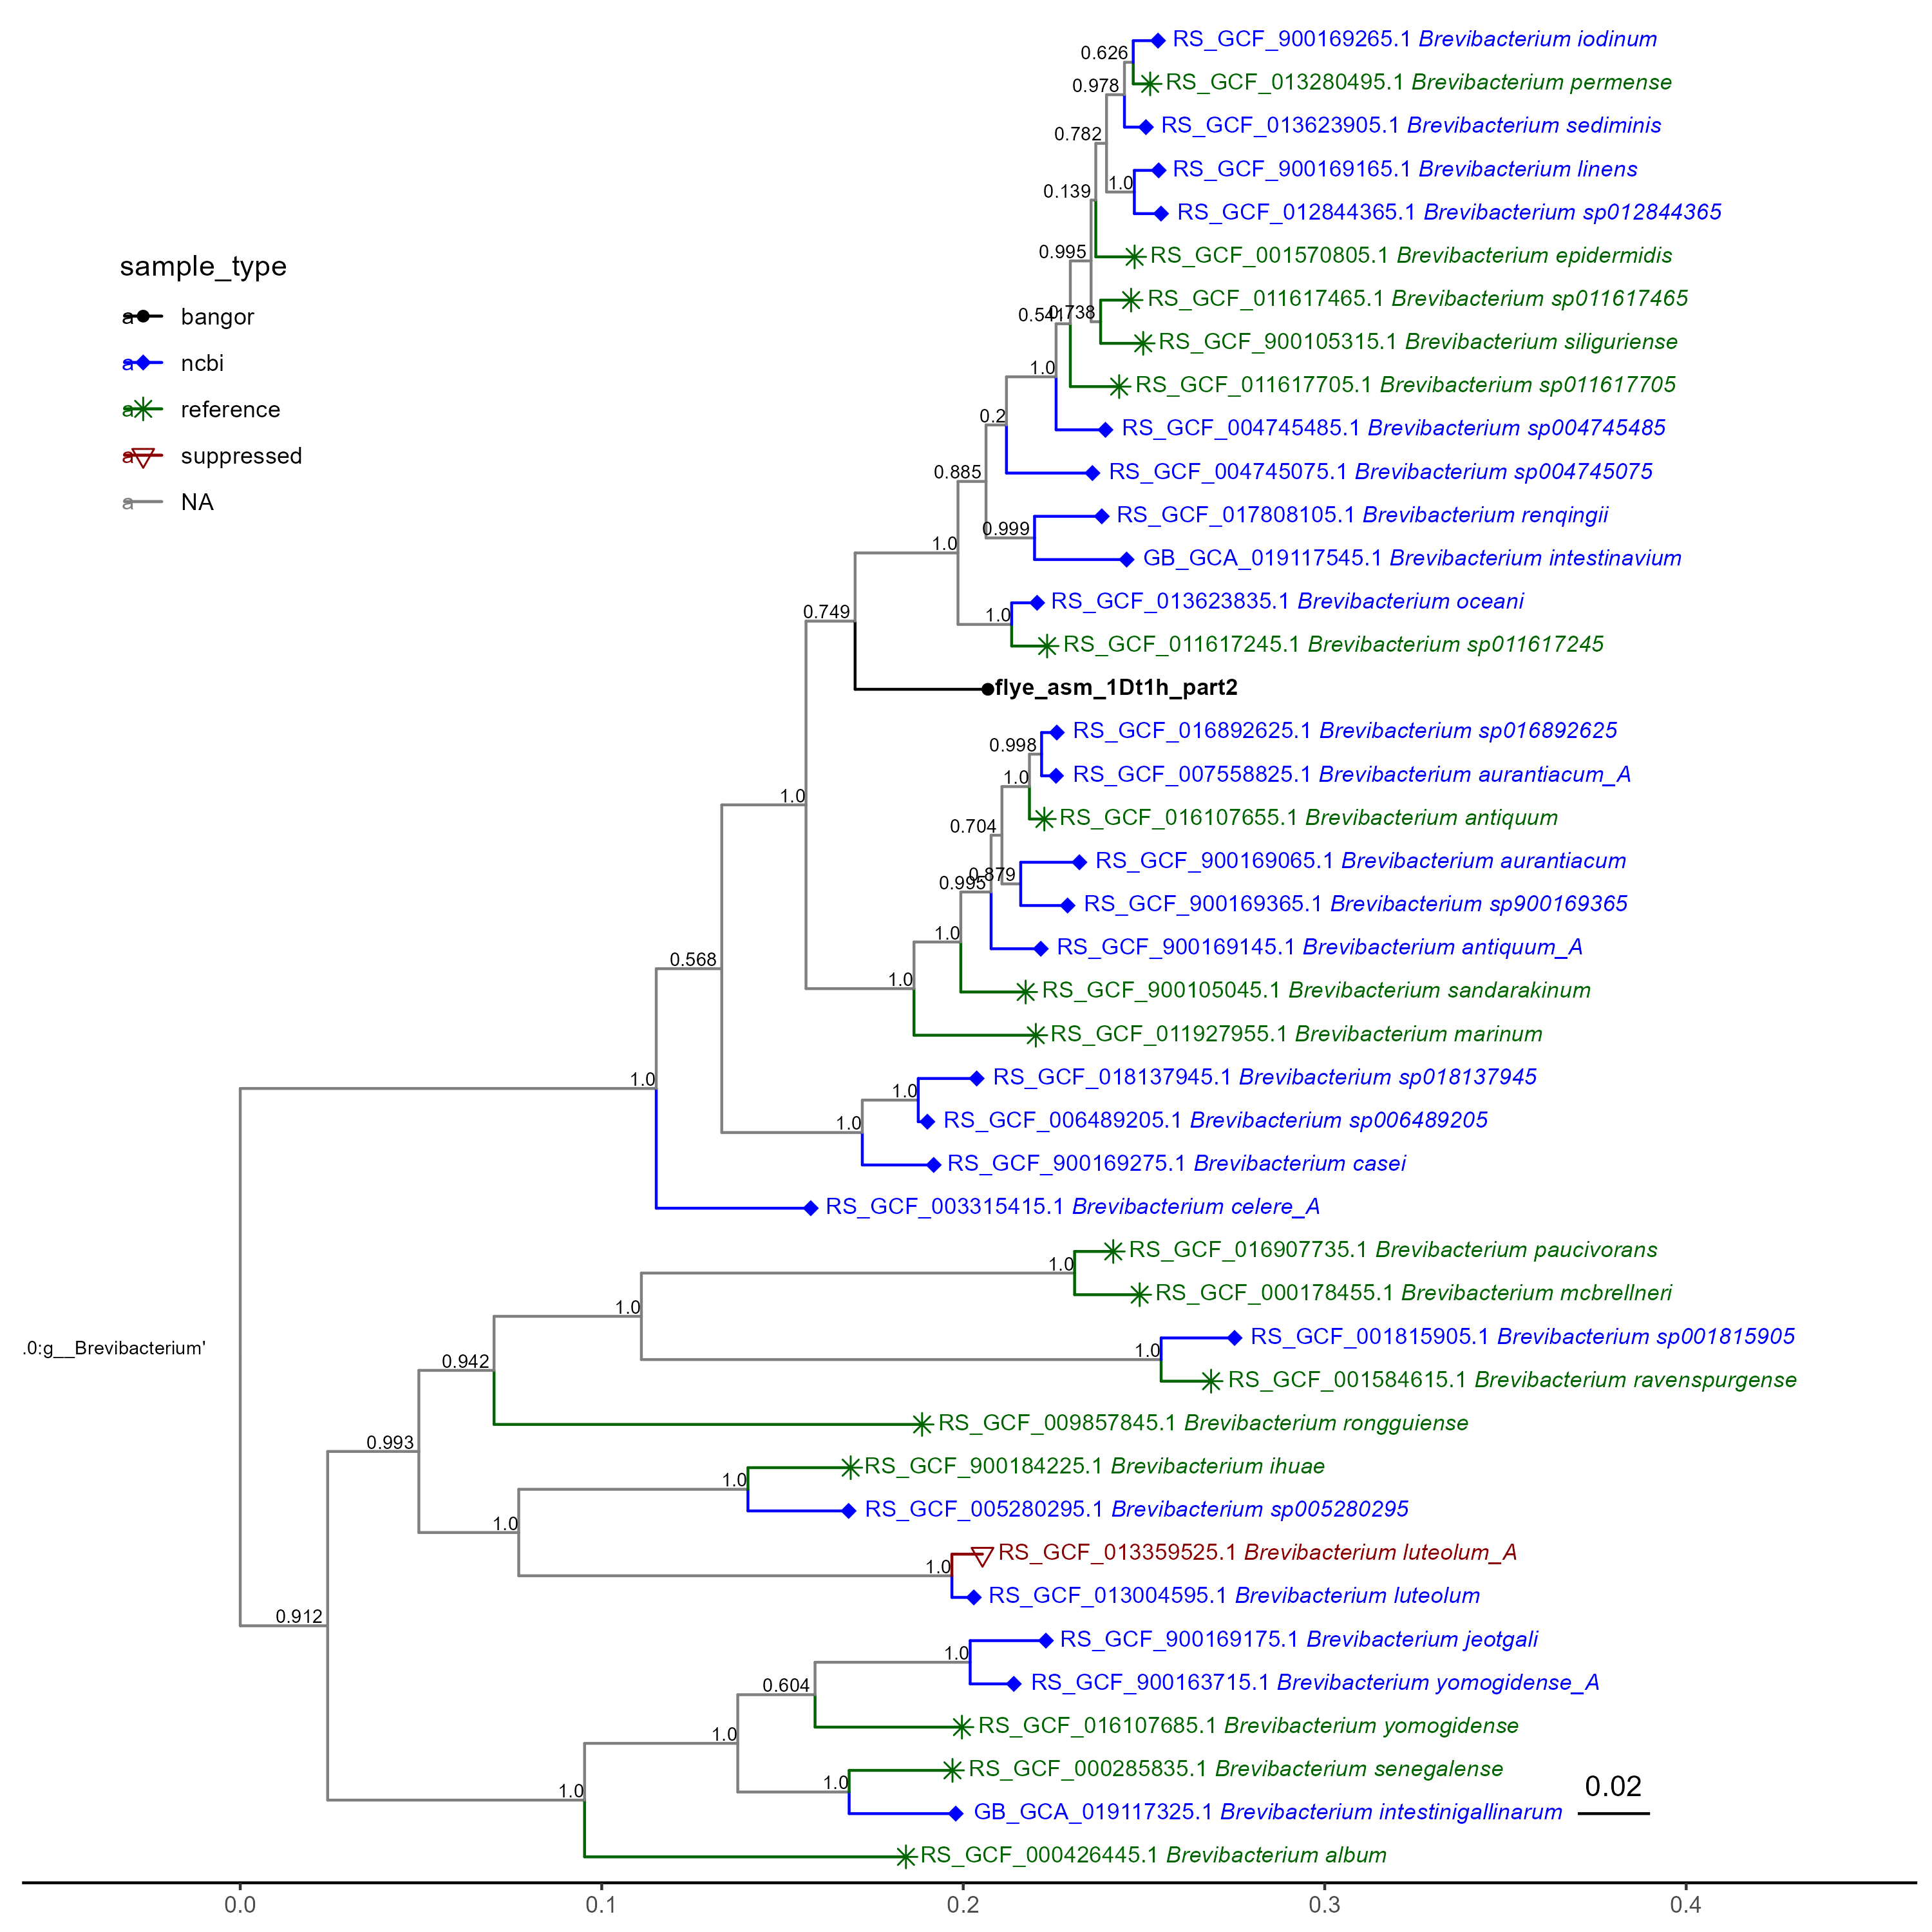 RS_GCF_900169265.1 Brevibacterium iodinum
0.626
RS_GCF_013280495.1 Brevibacterium permense
0.978
RS_GCF_013623905.1 Brevibacterium sediminis
0.782
RS_GCF_900169165.1 Brevibacterium linens
1.0
0.139
RS_GCF_012844365.1 Brevibacterium sp012844365
0.995
RS_GCF_001570805.1 Brevibacterium epidermidis
sample_type
a bangor
a ncbi
a reference
a suppressed
a NA
RS_GCF_011617465.1 Brevibacterium sp011617465
0.541
0.738
RS_GCF_900105315.1 Brevibacterium siliguriense
1.0
RS_GCF_011617705.1 Brevibacterium sp011617705
0.2
RS_GCF_004745485.1 Brevibacterium sp004745485
0.885
RS_GCF_004745075.1 Brevibacterium sp004745075
RS_GCF_017808105.1 Brevibacterium renqingii
0.999
1.0
GB_GCA_019117545.1 Brevibacterium intestinavium
RS_GCF_013623835.1 Brevibacterium oceani
0.749
1.0
RS_GCF_011617245.1 Brevibacterium sp011617245
flye_asm_1Dt1h_part2
RS_GCF_016892625.1 Brevibacterium sp016892625
0.998
RS_GCF_007558825.1 Brevibacterium aurantiacum_A
1.0
1.0
RS_GCF_016107655.1 Brevibacterium antiquum
0.704
RS_GCF_900169065.1 Brevibacterium aurantiacum
0.995
0.879
RS_GCF_900169365.1 Brevibacterium sp900169365
1.0
RS_GCF_900169145.1 Brevibacterium antiquum_A
0.568
1.0
RS_GCF_900105045.1 Brevibacterium sandarakinum
RS_GCF_011927955.1 Brevibacterium marinum
1.0
RS_GCF_018137945.1 Brevibacterium sp018137945
1.0
1.0
RS_GCF_006489205.1 Brevibacterium sp006489205
RS_GCF_900169275.1 Brevibacterium casei
RS_GCF_003315415.1 Brevibacterium celere_A
RS_GCF_016907735.1 Brevibacterium paucivorans
1.0
RS_GCF_000178455.1 Brevibacterium mcbrellneri
1.0
.0:g__Brevibacterium'
RS_GCF_001815905.1 Brevibacterium sp001815905
0.942
1.0
RS_GCF_001584615.1 Brevibacterium ravenspurgense
RS_GCF_009857845.1 Brevibacterium rongguiense
0.993
RS_GCF_900184225.1 Brevibacterium ihuae
1.0
RS_GCF_005280295.1 Brevibacterium sp005280295
1.0
RS_GCF_013359525.1 Brevibacterium luteolum_A
1.0
RS_GCF_013004595.1 Brevibacterium luteolum
0.912
RS_GCF_900169175.1 Brevibacterium jeotgali
1.0
RS_GCF_900163715.1 Brevibacterium yomogidense_A
0.604
RS_GCF_016107685.1 Brevibacterium yomogidense
1.0
RS_GCF_000285835.1 Brevibacterium senegalense
1.0
1.0
0.02
GB_GCA_019117325.1 Brevibacterium intestinigallinarum
RS_GCF_000426445.1 Brevibacterium album
0.0 0.1 0.2 0.3 0.4